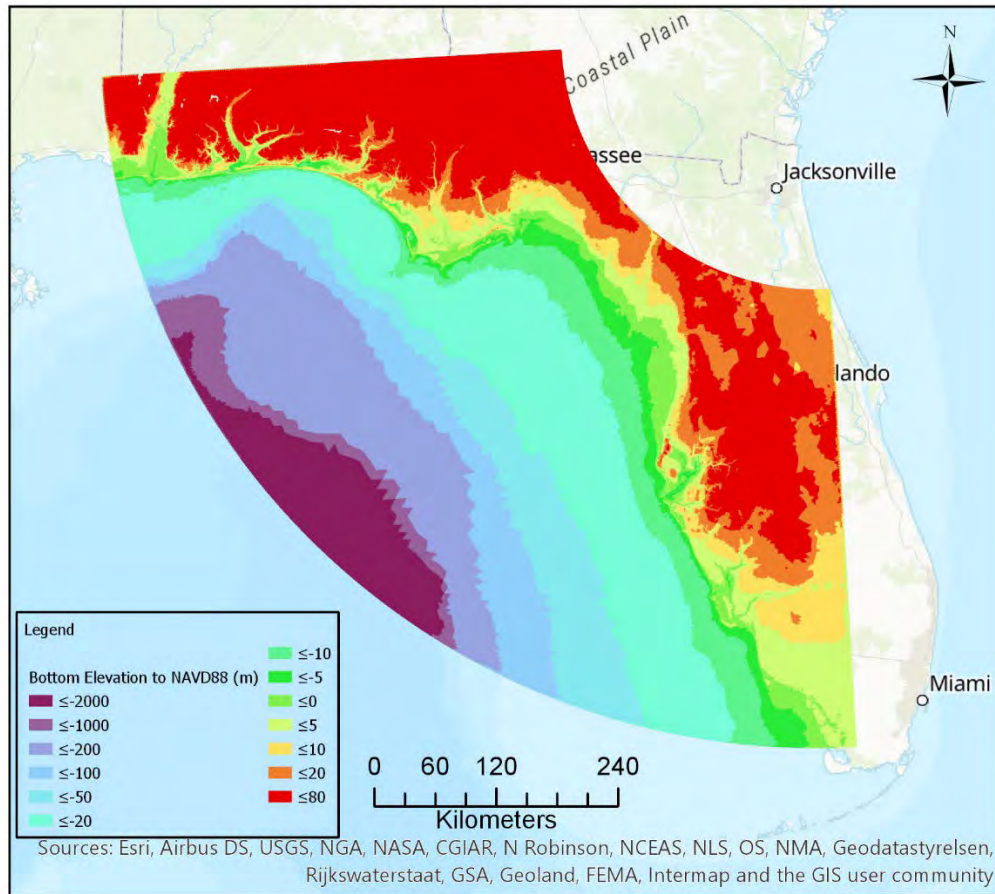 N
Coastal Plain
assee
Jacksonville
lando
Miami
Legend
Bottom Elevation to NAVD88 (m)
≤-2000
≤-1000
≤-200
≤-100
≤-50
≤-20
≤-10
≤-5
≤0
≤5
≤10
≤20
≤80
0 60 120 240
Kilometers
Sources: Esri, Airbus DS, USGS, NGA, NASA, CGIAR, N Robinson, NCEAS, NLS, OS, NMA, Geodatastyrelsen,
Rijkswaterstaat, GSA, Geoland, FEMA, Intermap and the GIS user community